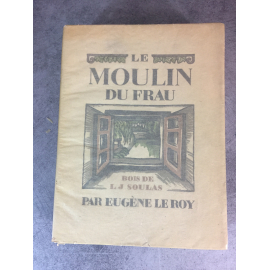 LE
MOULIN
DU FRAU
BOIS DE
L J SOULAS
PAR EUGÈNE LE ROY